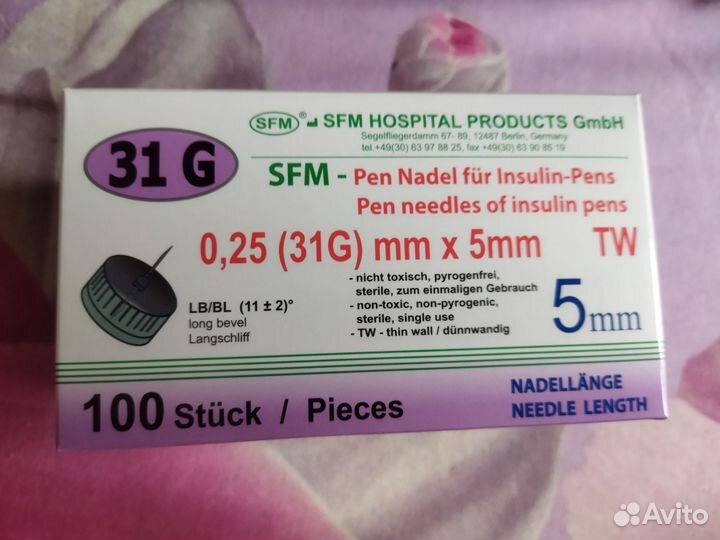 SFM ® SFM HOSPITAL PRODUCTS GmbH
Segelfliegerdamm 67- 89, 12487 Berlin, Germany
tel.+49(30) 63 97 88 25, fax +49(30) 63 90 85 19
31 G
SFM - Pen Nadel für Insulin-Pens
Pen needles of insulin pens
0,25 (31G) mm x 5mm TW
- nicht toxisch, pyrogenfrei,
sterile, zum einmaligen Gebrauch
- non-toxic, non-pyrogenic,
sterile, single use
- TW - thin wall / dünnwandig
LB/BL (11 ± 2)°
long bevel
Langschliff
5mm
100 Stück / Pieces
NADELLÄNGE
NEEDLE LENGTH
Avito